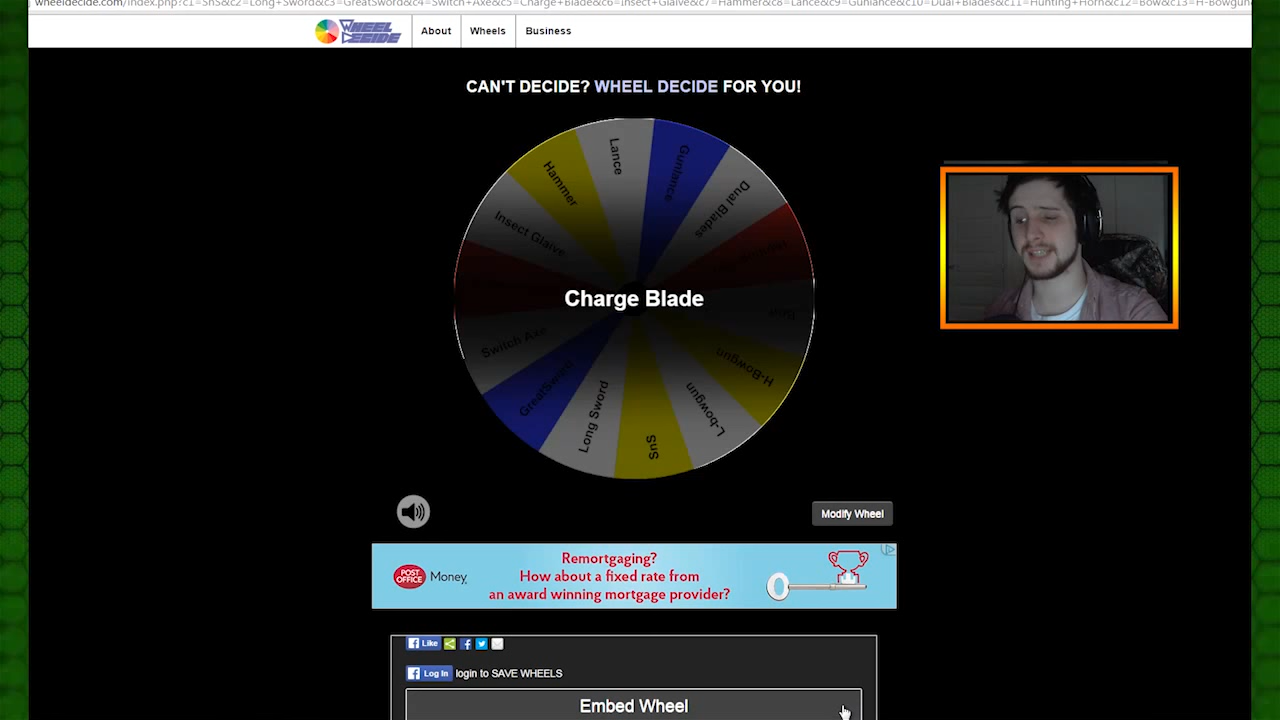 wheeldecide.com/index.php?c1=SnS&c2=Long+Sword&c3=GreatSword&c4=Switch+Axe&c5=Charge+Blade&c6=Insect+Glaive&c7=Hammer&c8=Lance&c9=Gunlance&c10=Dual+Blades&c11=Hunting+Horn&c12=Bow&c13=H-Bowgun
WHEEL DECIDE
About
Wheels
Business
CAN'T DECIDE? WHEEL DECIDE FOR YOU!
Lance
Gunlance
Hammer
Dual Blades
Insect Glaive
Charge Blade
Bow
Switch Axe
H-Bowgun
GreatSword
Long Sword
L-bowgun
SnS
Modify Wheel
POST OFFICE Money
Remortgaging?
How about a fixed rate from
an award winning mortgage provider?
Like
Log In login to SAVE WHEELS
Embed Wheel